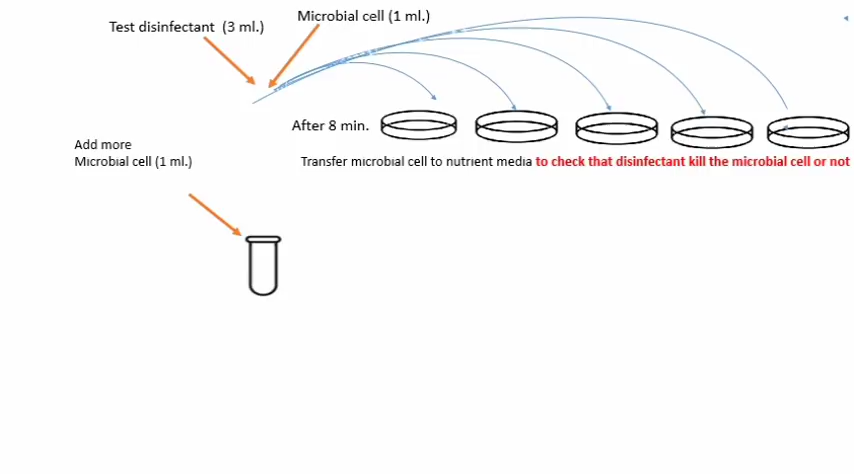 Microbial cell (1 ml.)
Test disinfectant (3 ml.)
After 8 min.
Add more
Microbial cell (1 ml.)
Transfer microbial cell to nutrient media to check that disinfectant kill the microbial cell or not